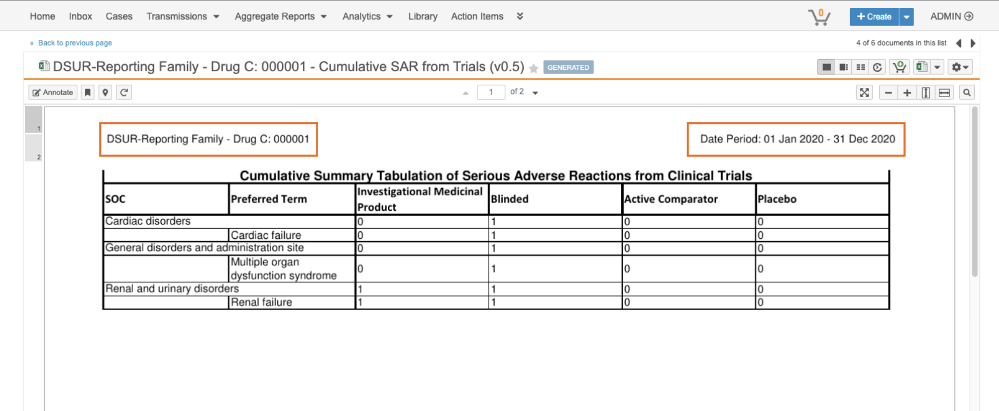 Home Inbox Cases Transmissions Aggregate Reports Analytics Library Action Items 0 + Create ADMIN
« Back to previous page 4 of 6 documents in this list
DSUR-Reporting Family - Drug C: 000001 - Cumulative SAR from Trials (v0.5) GENERATED
Annotate 1 of 2
1
2
DSUR-Reporting Family - Drug C: 000001 Date Period: 01 Jan 2020 - 31 Dec 2020
Cumulative Summary Tabulation of Serious Adverse Reactions from Clinical Trials
SOC Preferred Term Investigational Medicinal Product Blinded Active Comparator Placebo
Cardiac disorders 0 1 0 0
Cardiac failure 0 1 0 0
General disorders and administration site 0 1 0 0
Multiple organ dysfunction syndrome 0 1 0 0
Renal and urinary disorders 1 1 0 0
Renal failure 1 1 0 0